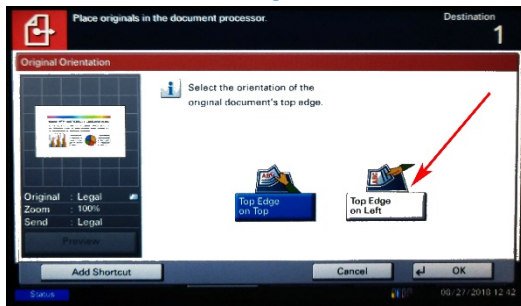 Place originals in the document processor.
Destination
1
Original Orientation
Select the orientation of the
original document's top edge.
Original : Legal
Zoom : 100%
Send : Legal
Preview
Top Edge
on Top
Top Edge
on Left
Add Shortcut
Cancel
OK
Status
08/27/2018 12:42